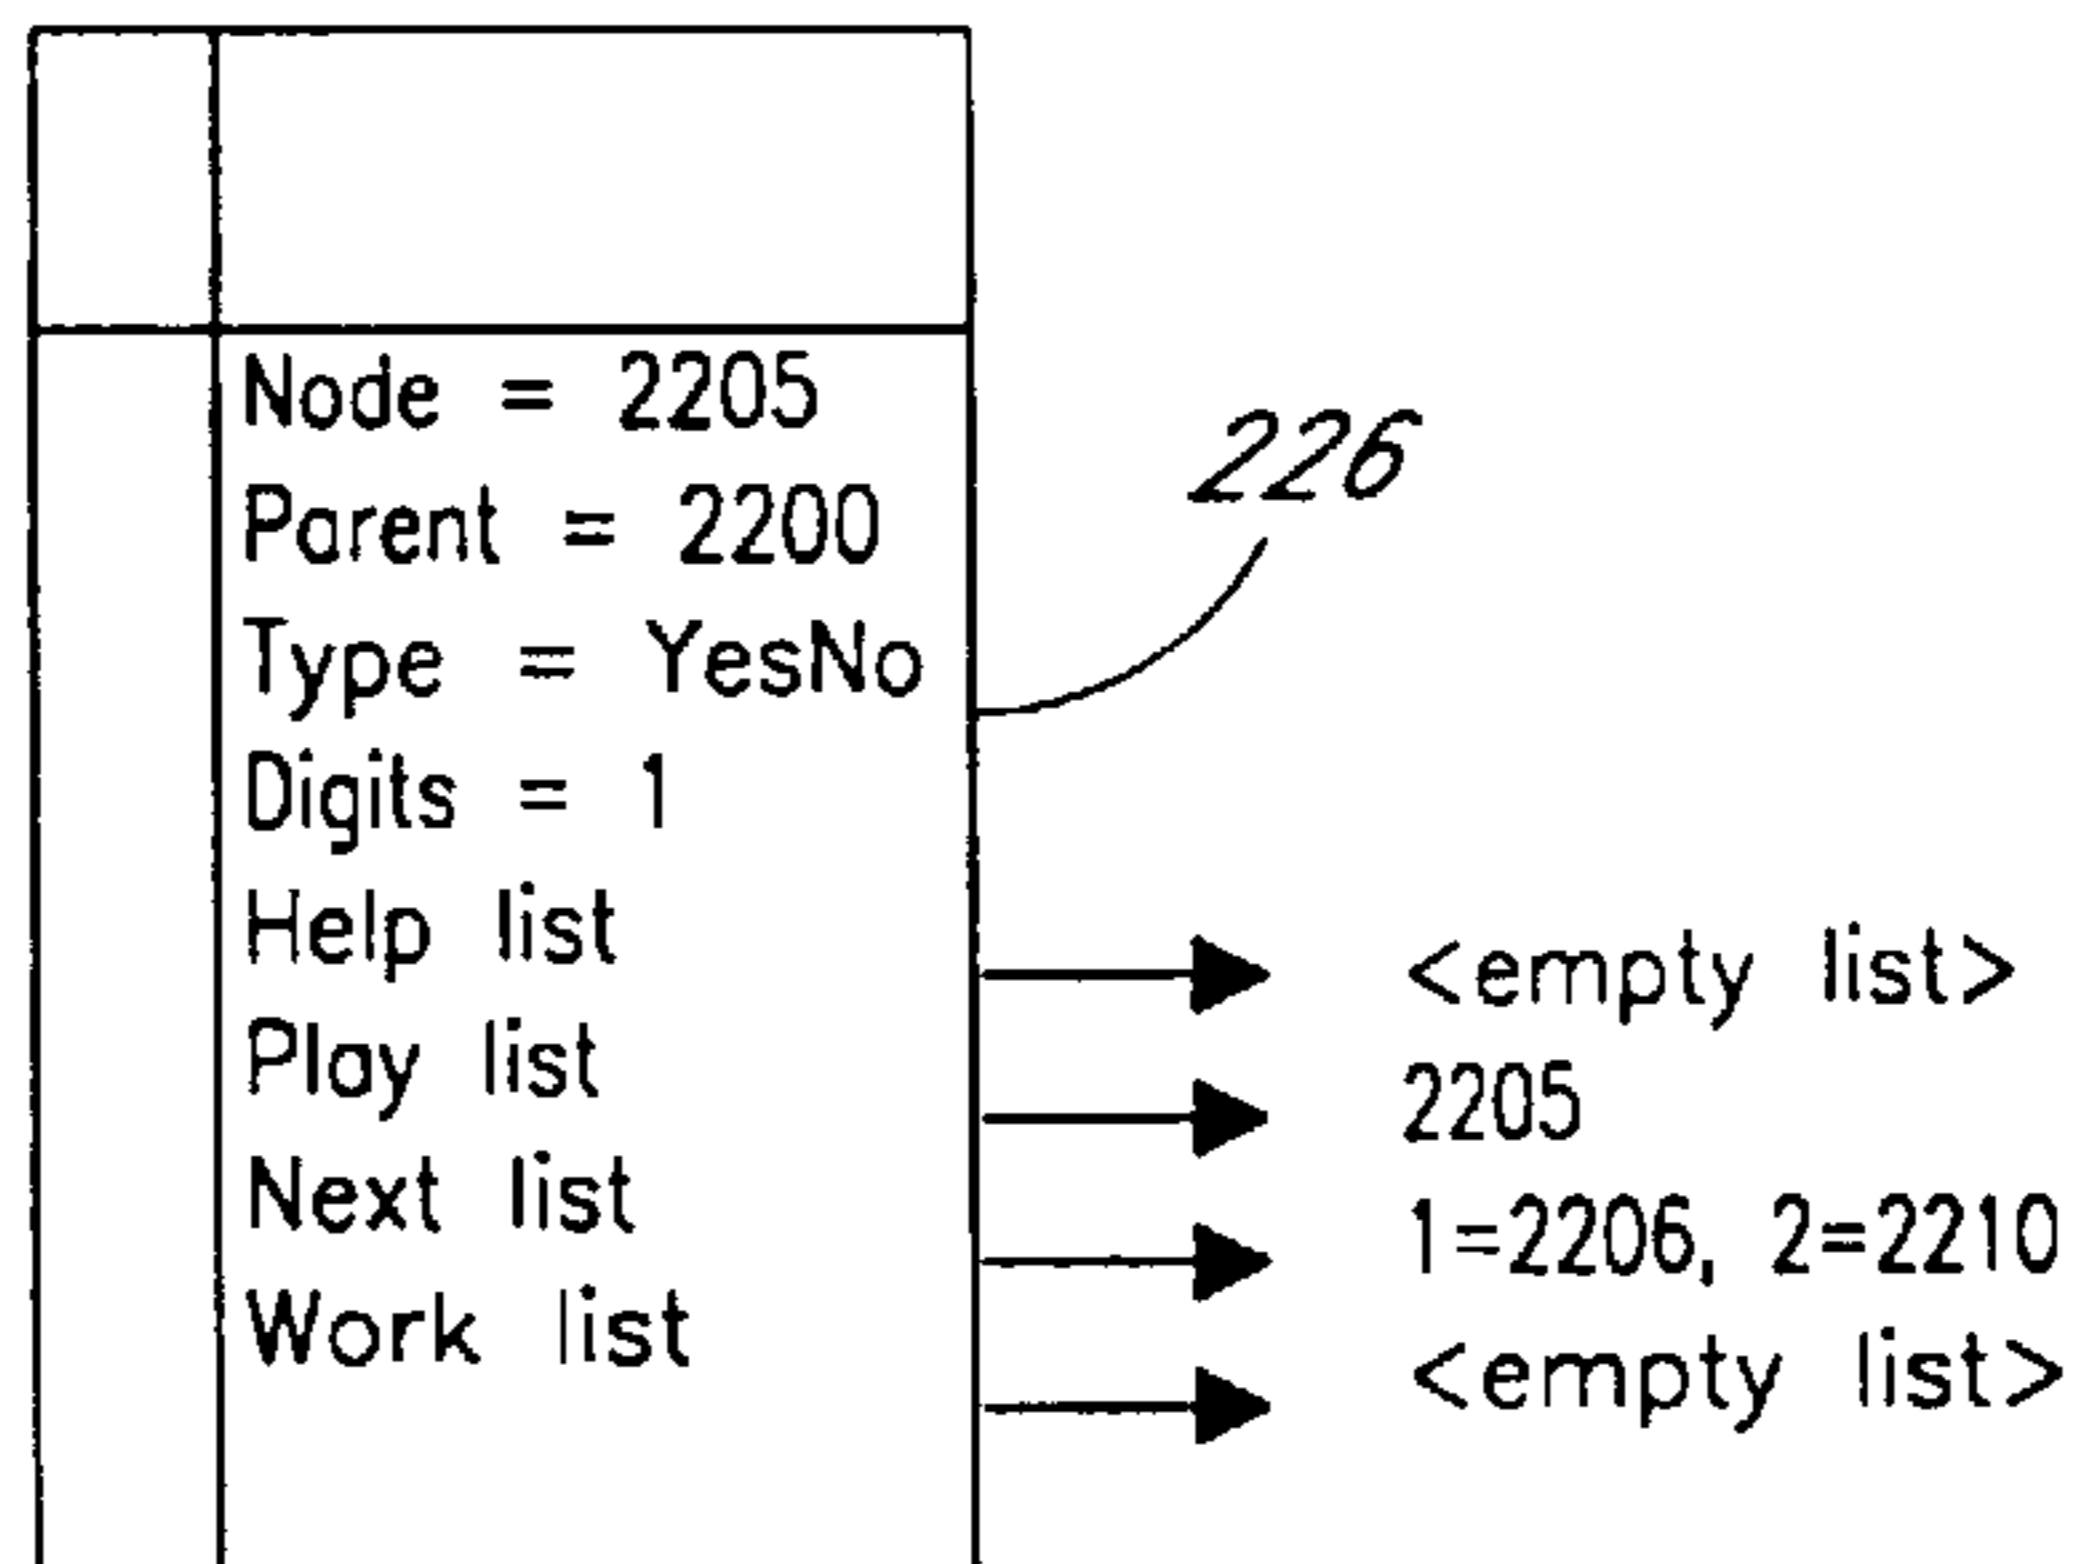 Node = 2205
226
Parent = 2200
Type = YesNo
Digits = 1
Help list
<empty list>
Play list
2205
Next list
1=2206, 2=2210
Work list
<empty list>